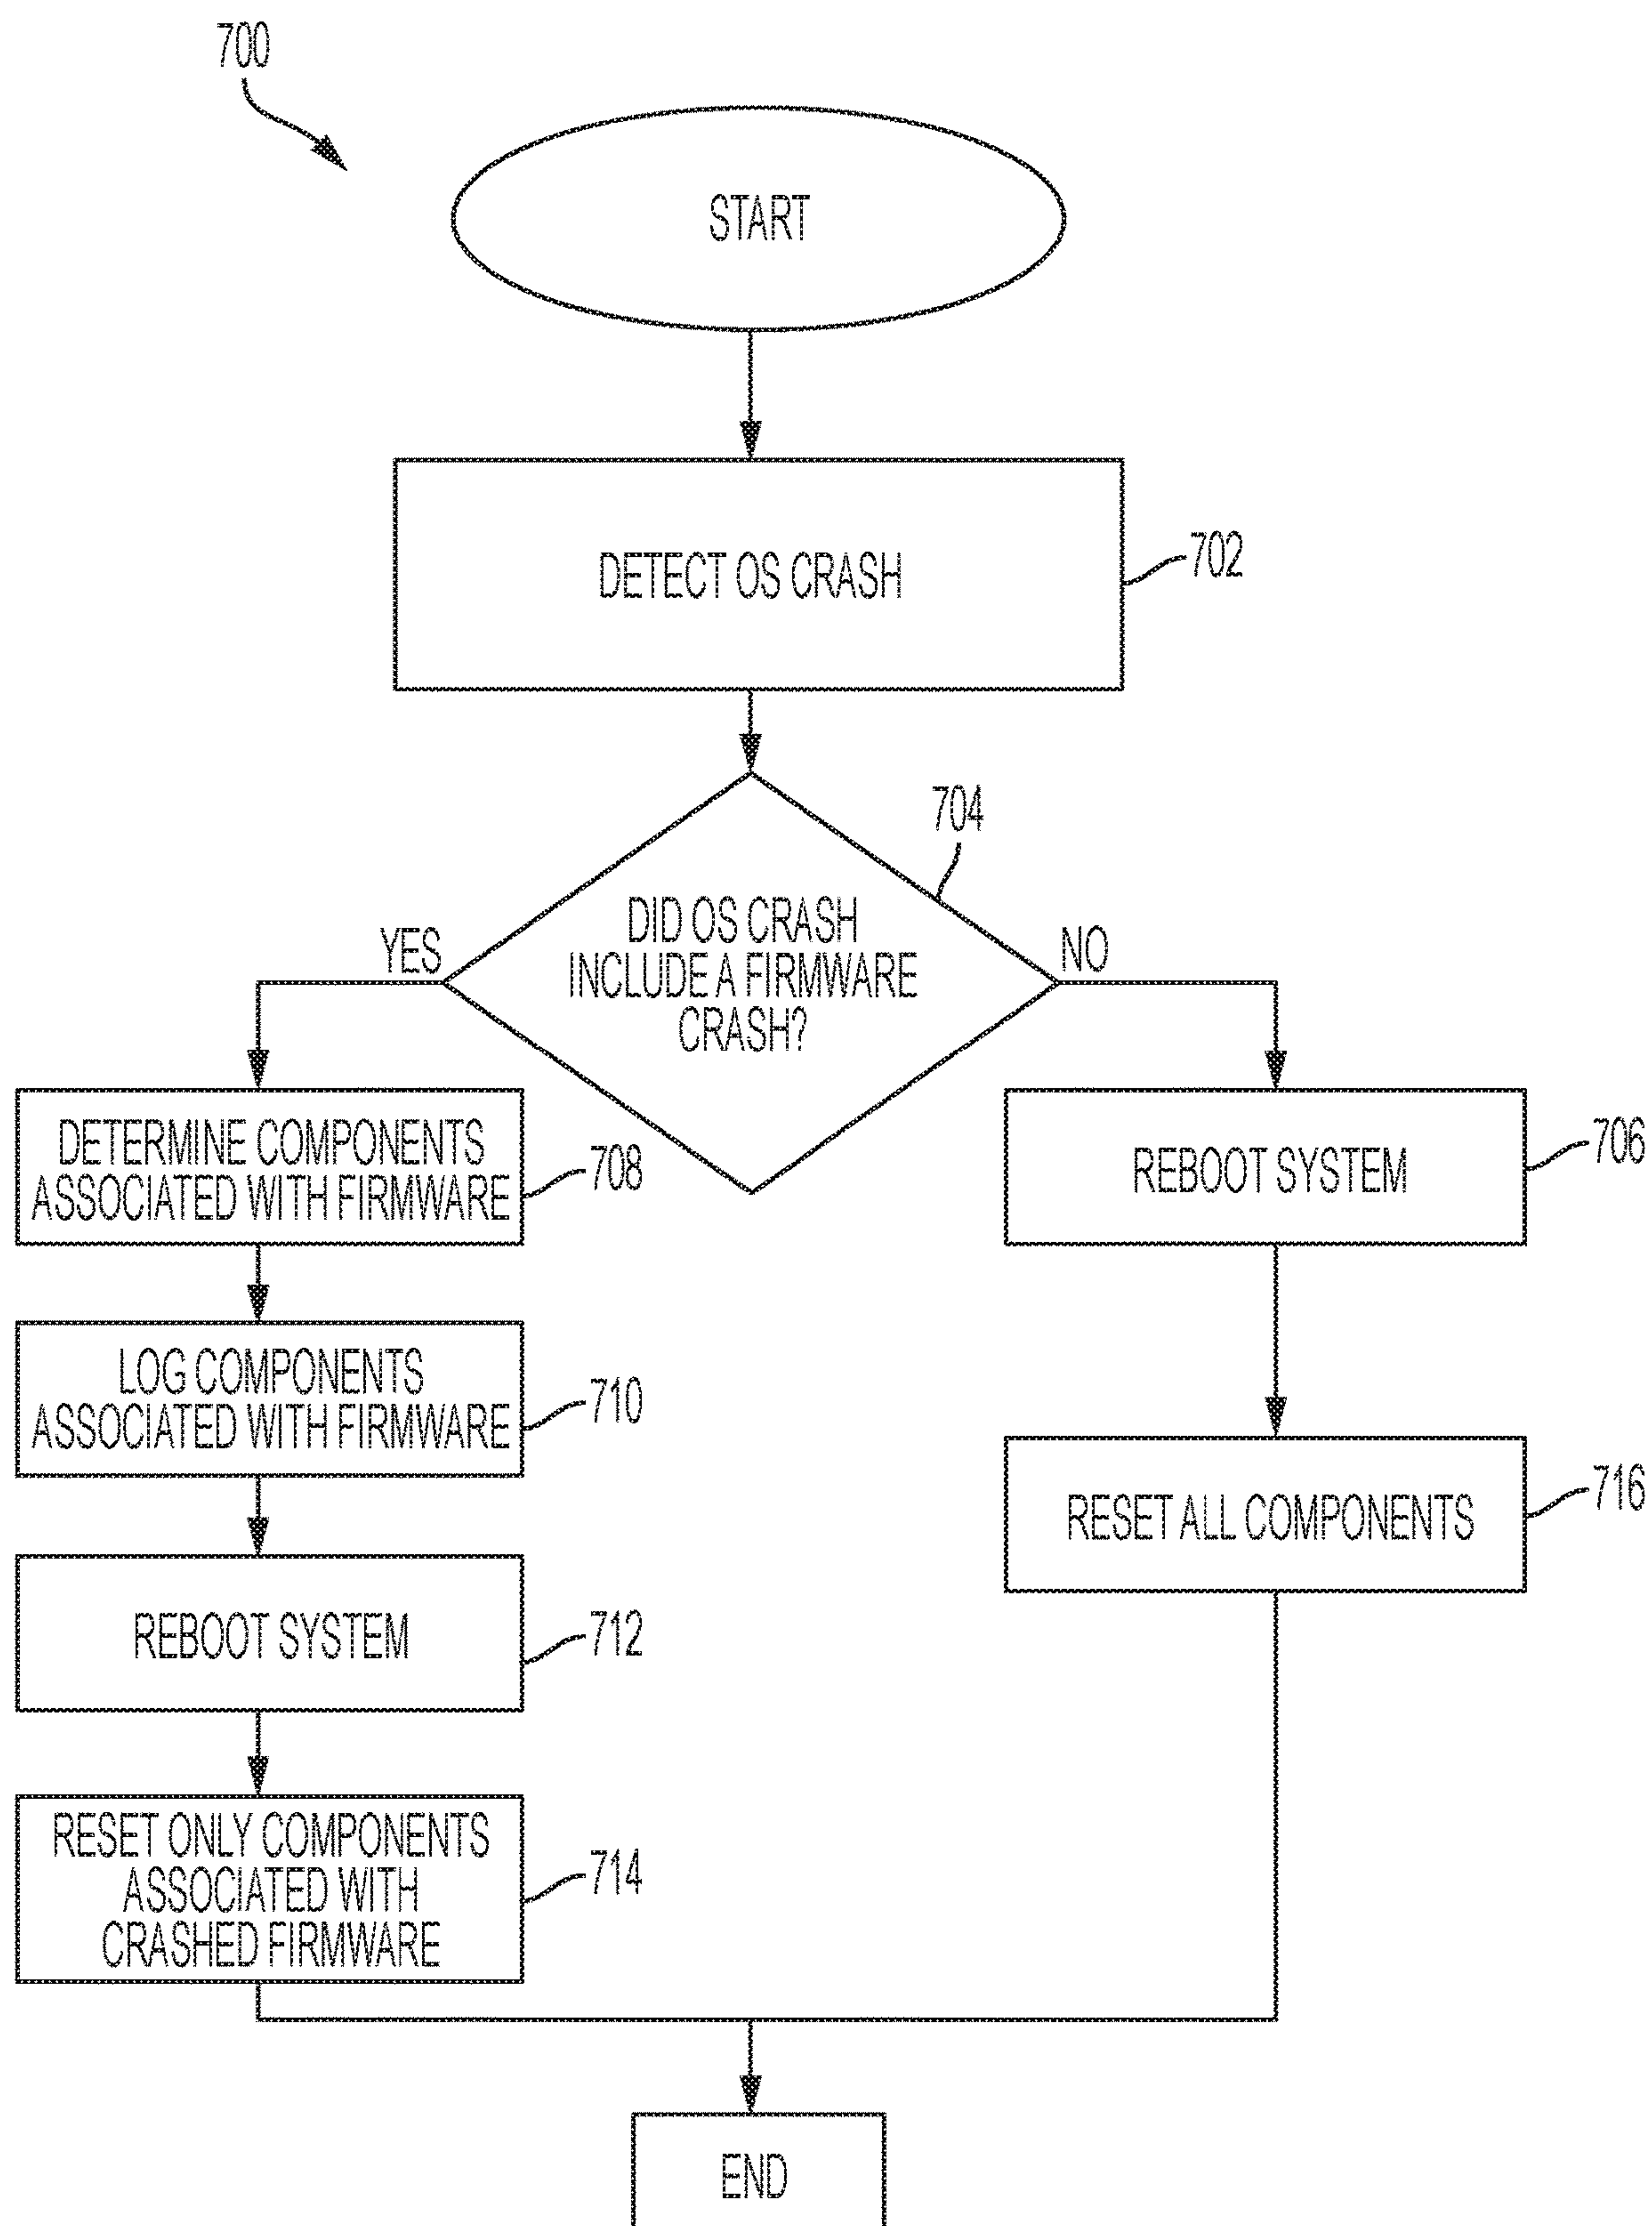 700
START
DETECT OS CRASH
702
704
DID OS CRASH
INCLUDE A FIRMWARE
CRASH?
YES
NO
DETERMINE COMPONENTS
ASSOCIATED WITH FIRMWARE
708
REBOOT SYSTEM
706
LOG COMPONENTS
ASSOCIATED WITH FIRMWARE
710
RESET ALL COMPONENTS
716
REBOOT SYSTEM
712
RESET ONLY COMPONENTS
ASSOCIATED WITH
CRASHED FIRMWARE
714
END